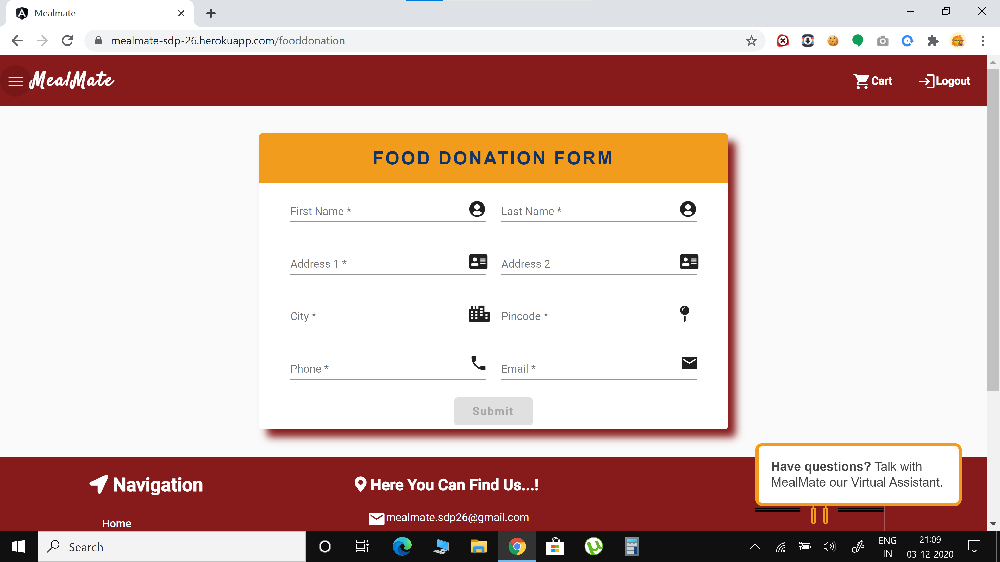 Mealmate
mealmate-sdp-26.herokuapp.com/fooddonation
MealMate
Cart
Logout
FOOD DONATION FORM
First Name *
Last Name *
Address 1 *
Address 2
City *
Pincode *
Phone *
Email *
Submit
Have questions? Talk with
MealMate our Virtual Assistant.
Navigation
Here You Can Find Us...!
Home
mealmate.sdp26@gmail.com
Search
ENG
IN
21:09
03-12-2020